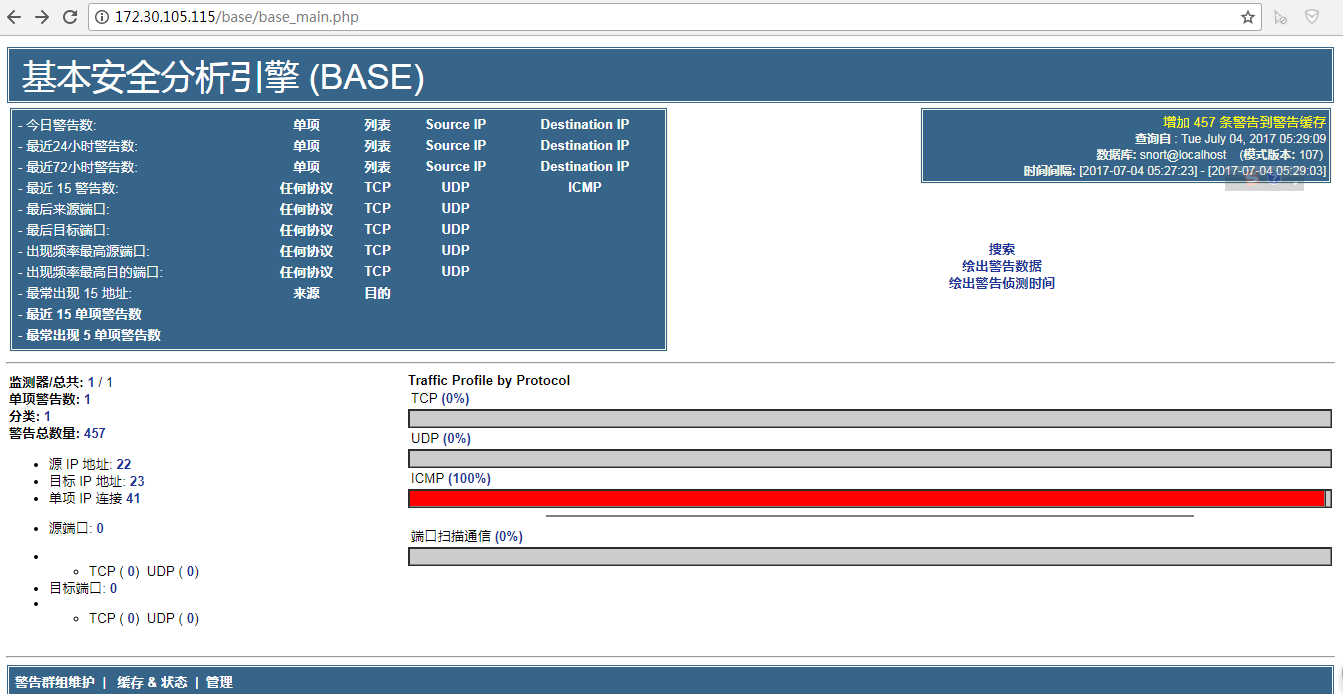 172.30.105.115/base/base_main.php
基本安全分析引擎 (BASE)
- 今日警告数: 单项 列表 Source IP Destination IP
- 最近24小时警告数: 单项 列表 Source IP Destination IP
- 最近72小时警告数: 单项 列表 Source IP Destination IP
- 最近 15 警告数: 任何协议 TCP UDP ICMP
- 最后来源端口: 任何协议 TCP UDP
- 最后目标端口: 任何协议 TCP UDP
- 出现频率最高源端口: 任何协议 TCP UDP
- 出现频率最高目的端口: 任何协议 TCP UDP
- 最常出现 15 地址: 来源 目的
- 最近 15 单项警告数
- 最常出现 5 单项警告数
增加 457 条警告到警告缓存
查询自 : Tue July 04, 2017 05:29:09
数据库: snort@localhost (模式版本: 107)
时间间隔: [2017-07-04 05:27:23] - [2017-07-04 05:29:03]
搜索
绘出警告数据
绘出警告侦测时间
监测器/总共: 1 / 1
单项警告数: 1
分类: 1
警告总数量: 457
源 IP 地址: 22
目标 IP 地址: 23
单项 IP 连接 41
源端口: 0
TCP ( 0) UDP ( 0)
目标端口: 0
TCP ( 0) UDP ( 0)
Traffic Profile by Protocol
TCP (0%)
UDP (0%)
ICMP (100%)
端口扫描通信 (0%)
警告群组维护 | 缓存 & 状态 | 管理